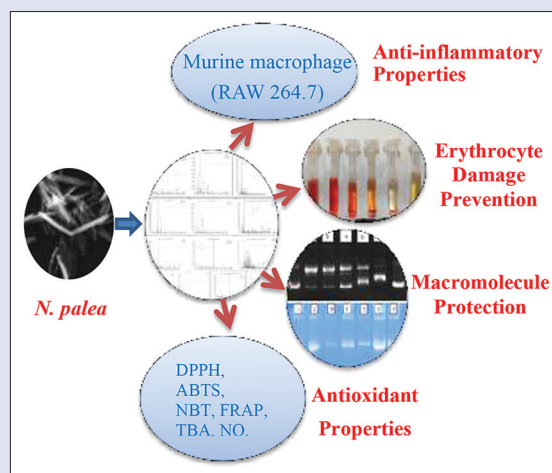 Murine macrophage
(RAW 264.7)
Anti-inflammatory
Properties
Erythrocyte
Damage
Prevention
N. palea
Macromolecule
Protection
DPPH,
ABTS,
NBT, FRAP,
TBA. NO.
Antioxidant
Properties